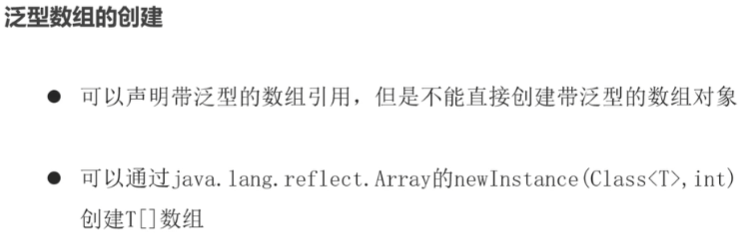 泛型数组的创建
● 可以声明带泛型的数组引用，但是不能直接创建带泛型的数组对象
● 可以通过java.lang.reflect.Array的newInstance(Class<T>,int)
创建T[]数组